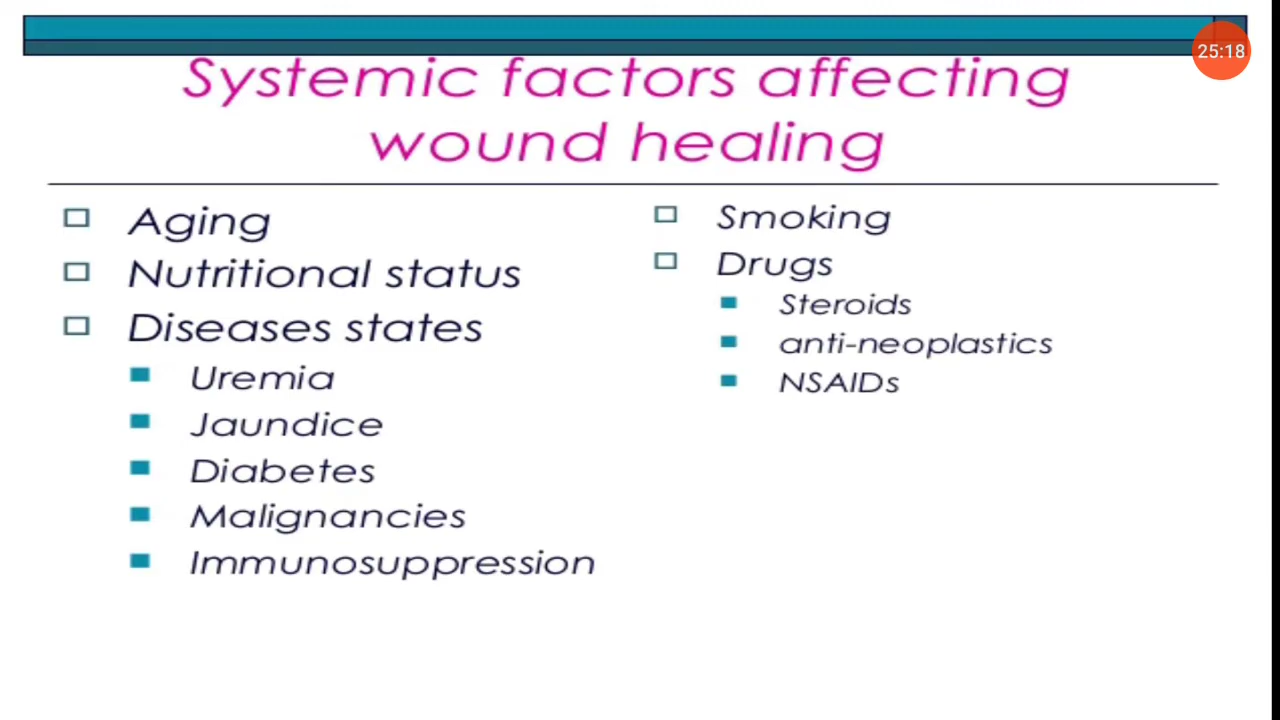 25:18
Systemic factors affecting
wound healing
Aging
Nutritional status
Diseases states
Uremia
Jaundice
Diabetes
Malignancies
Immunosuppression
Smoking
Drugs
Steroids
anti-neoplastics
NSAIDs